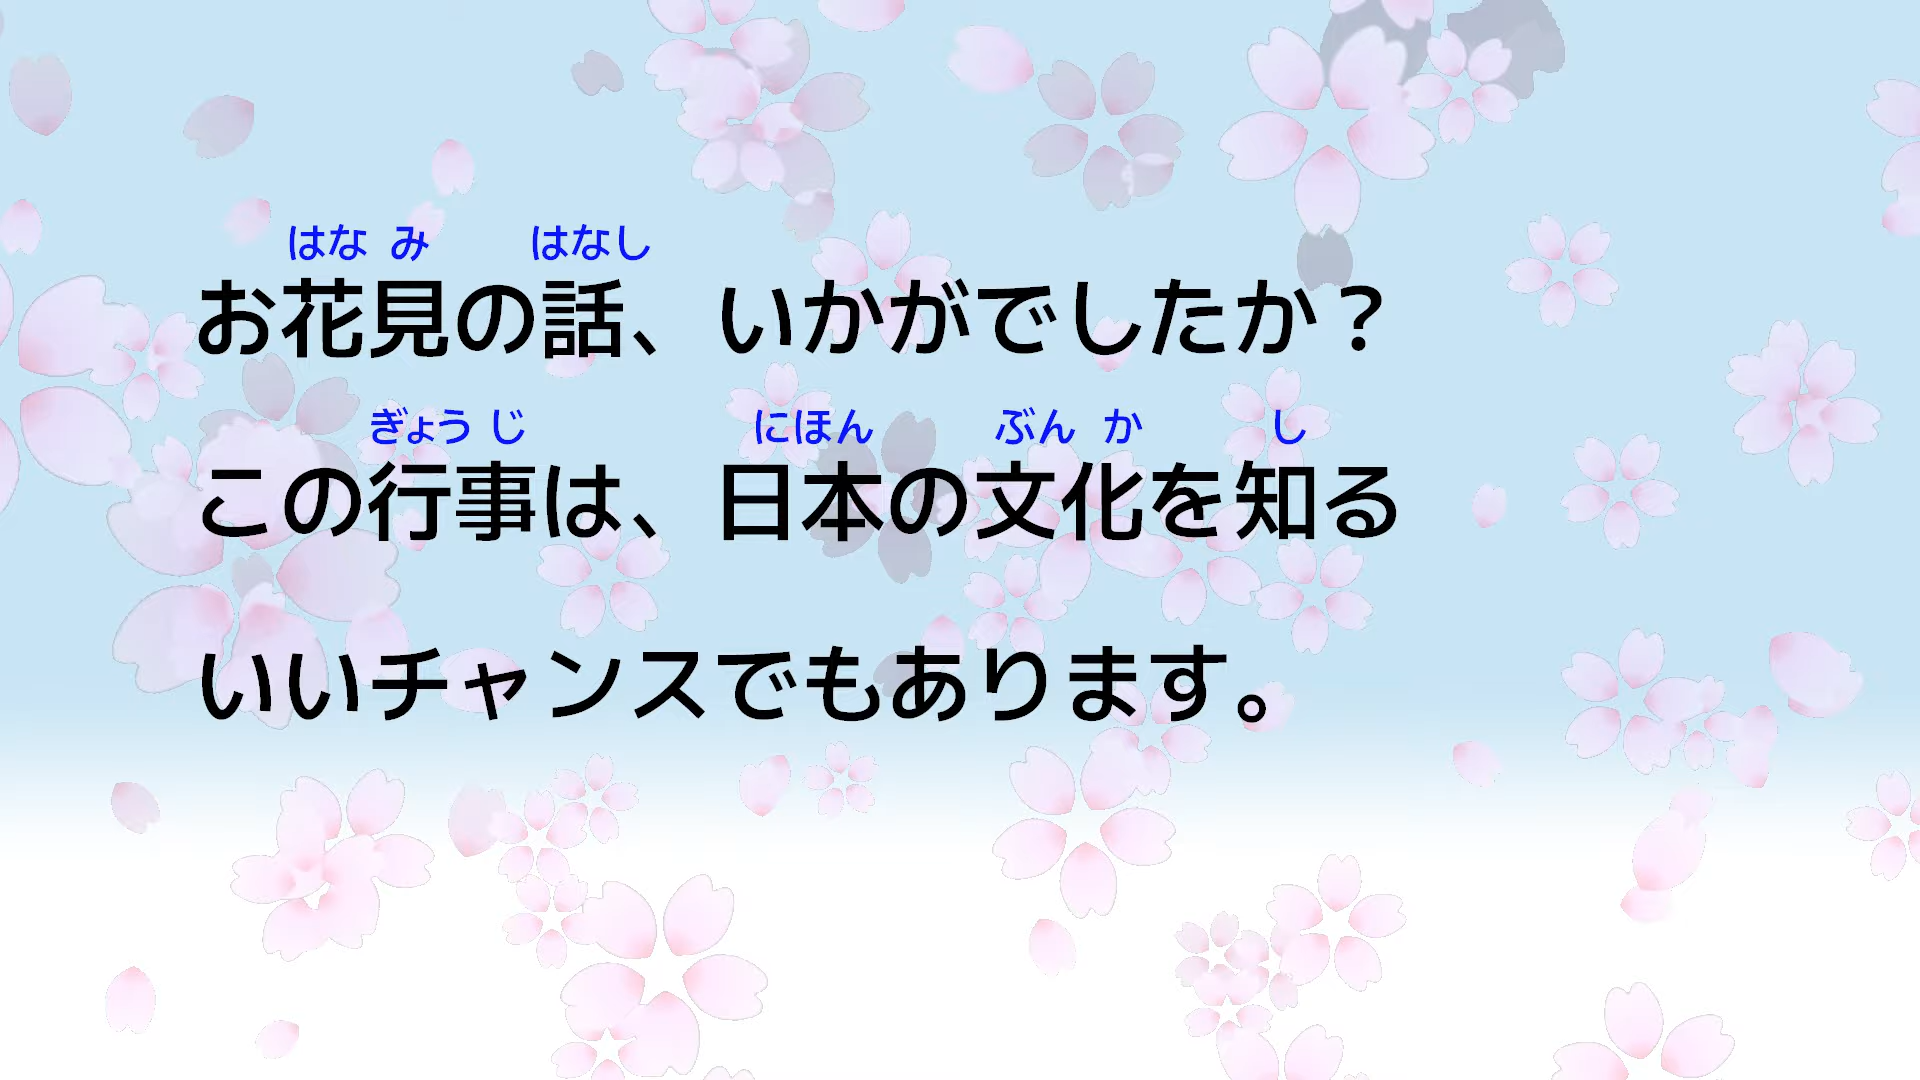 はな み はなし
お花見の話、いかがでしたか？
ぎょう じ にほん ぶん か し
この行事は、日本の文化を知る
いいチャンスでもあります。